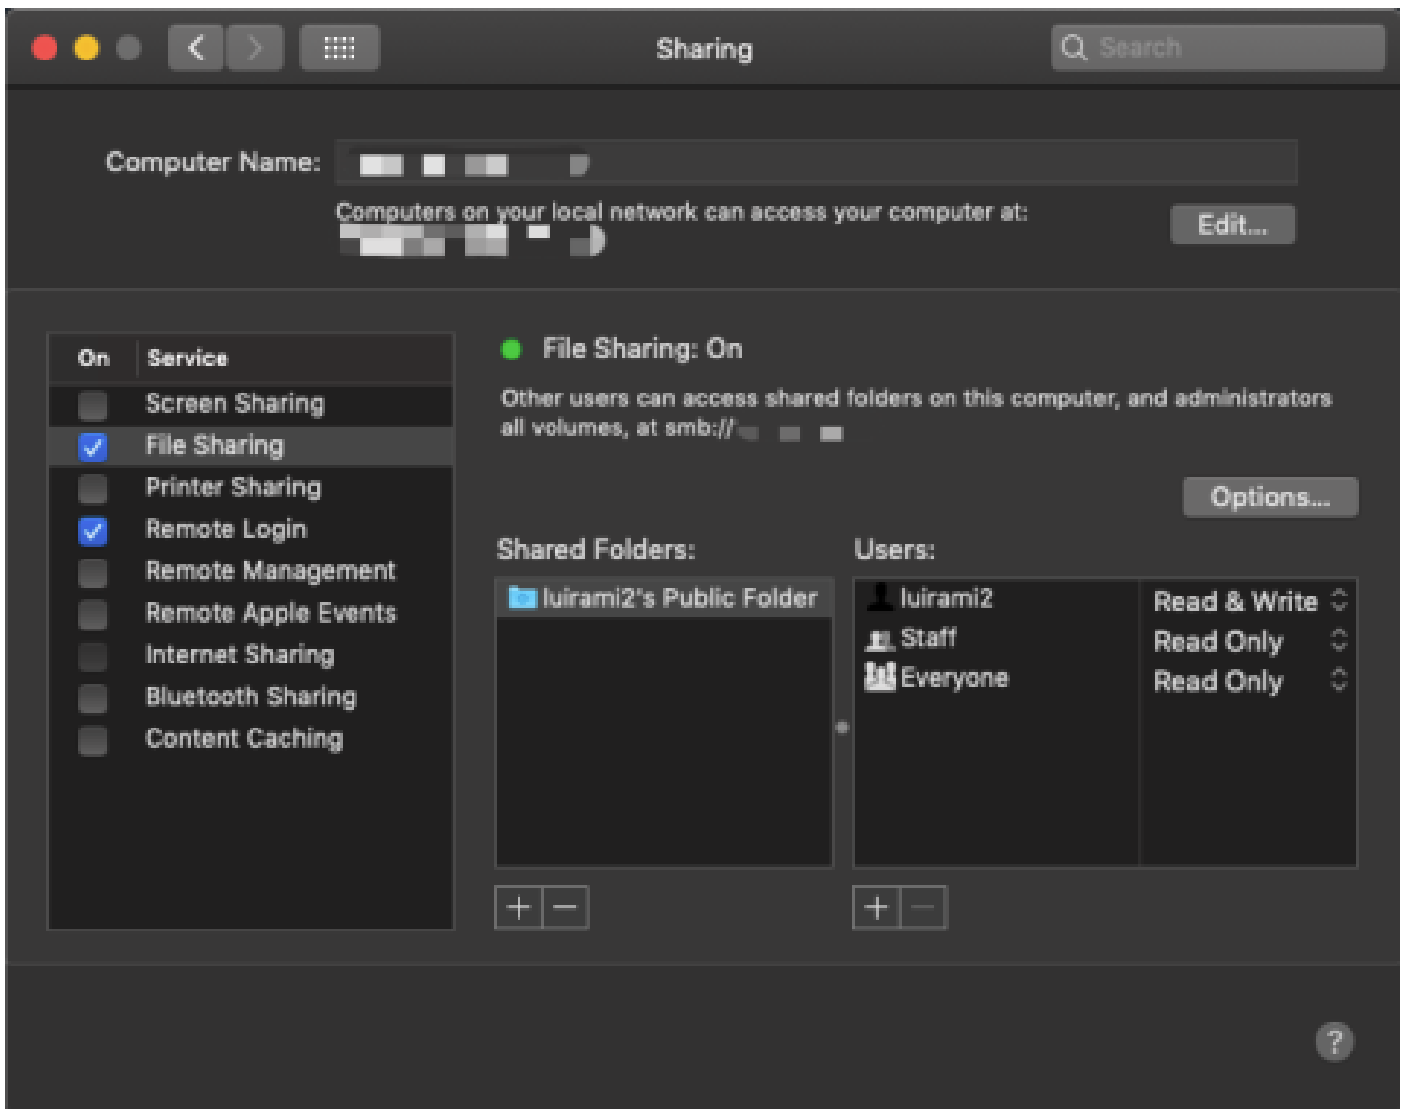 Sharing
Search
Computer Name:
Computers on your local network can access your computer at:
Edit...
On Service
Screen Sharing
File Sharing
Printer Sharing
Remote Login
Remote Management
Remote Apple Events
Internet Sharing
Bluetooth Sharing
Content Caching
File Sharing: On
Other users can access shared folders on this computer, and administrators
all volumes, at smb://
Options...
Shared Folders:
luirami2's Public Folder
Users:
luirami2 Read & Write
Staff Read Only
Everyone Read Only
?